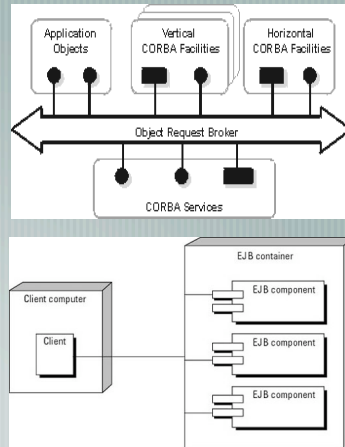 Application
Objects
Vertical
CORBA Facilities
Horizontal
CORBA Facilities
Object Request Broker
CORBA Services
EJB container
Client computer
Client
EJB component
EJB component
EJB component